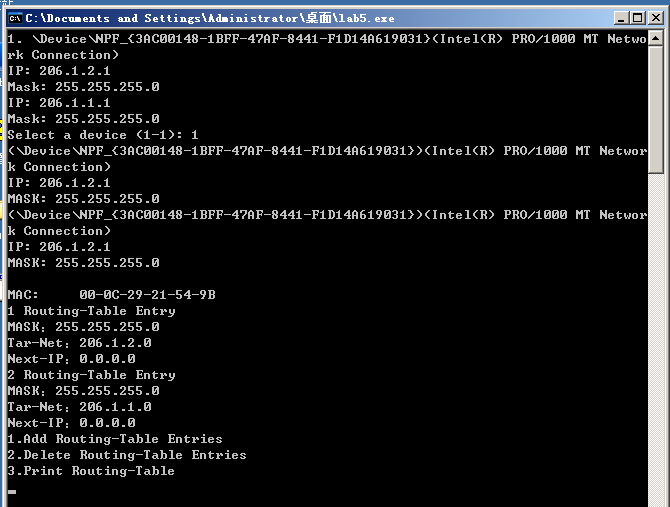 C:\Documents and Settings\Administrator\桌面\lab5.exe
1. \Device\NPF_{3AC00148-1BFF-47AF-8441-F1D14A619031}(Intel(R) PRO/1000 MT Netwo
rk Connection)
IP: 206.1.2.1
Mask: 255.255.255.0
IP: 206.1.1.1
Mask: 255.255.255.0
Select a device (1-1): 1
(\Device\NPF_{3AC00148-1BFF-47AF-8441-F1D14A619031})(Intel(R) PRO/1000 MT Networ
k Connection)
IP: 206.1.2.1
MASK: 255.255.255.0
(\Device\NPF_{3AC00148-1BFF-47AF-8441-F1D14A619031})(Intel(R) PRO/1000 MT Networ
k Connection)
IP: 206.1.2.1
MASK: 255.255.255.0
MAC:     00-0C-29-21-54-9B
1 Routing-Table Entry
MASK：255.255.255.0
Tar-Net：206.1.2.0
Next-IP：0.0.0.0
2 Routing-Table Entry
MASK：255.255.255.0
Tar-Net：206.1.1.0
Next-IP：0.0.0.0
1.Add Routing-Table Entries
2.Delete Routing-Table Entries
3.Print Routing-Table